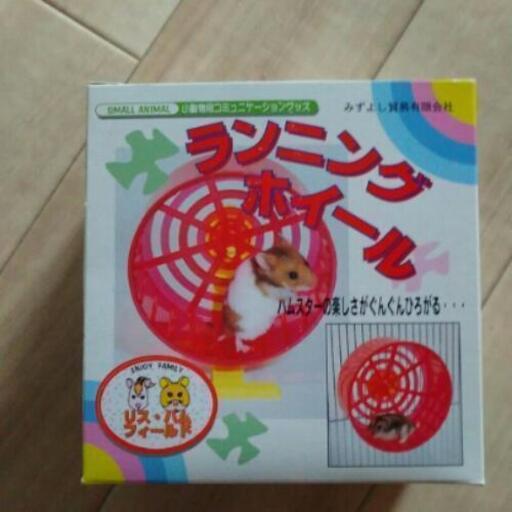 SMALL ANIMAL
小動物用コミュニケーショングッズ
みずよし貿易有限会社
ランニング
ホイール
ハムスターの楽しさがぐんぐんひろがる・・・
ENJOY FAMILY
リス・ハム
フィールド